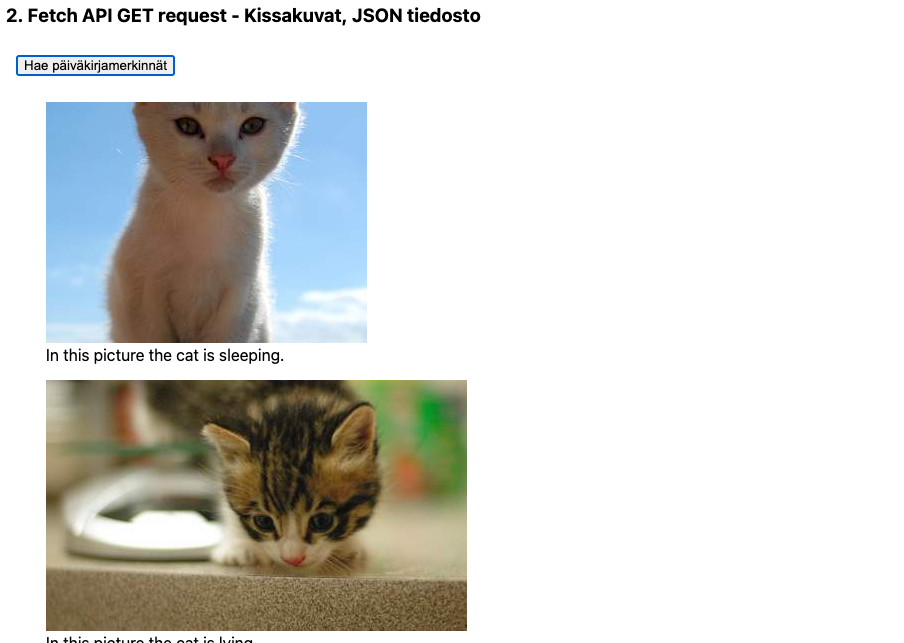 2. Fetch API GET request - Kissakuvat, JSON tiedosto
Hae päiväkirjamerkinnät
In this picture the cat is sleeping.
In this picture the cat is lying.